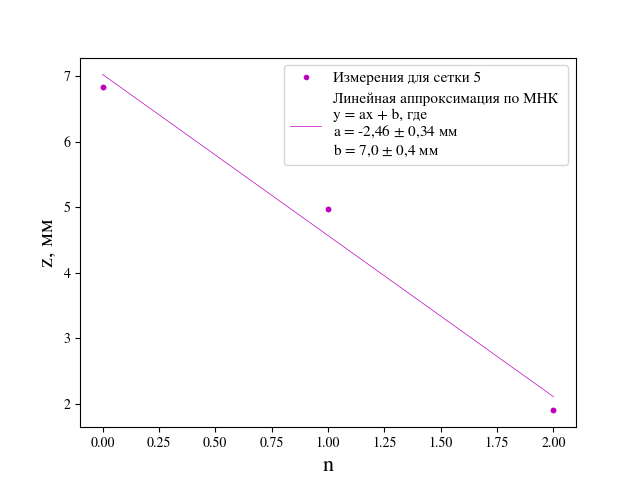 Измерения для сетки 5
Линейная аппроксимация по МНК
y = ax + b, где
a = -2,46 ± 0,34 мм
b = 7,0 ± 0,4 мм
7
6
5
4
3
2
z, мм
0.00 0.25 0.50 0.75 1.00 1.25 1.50 1.75 2.00
n